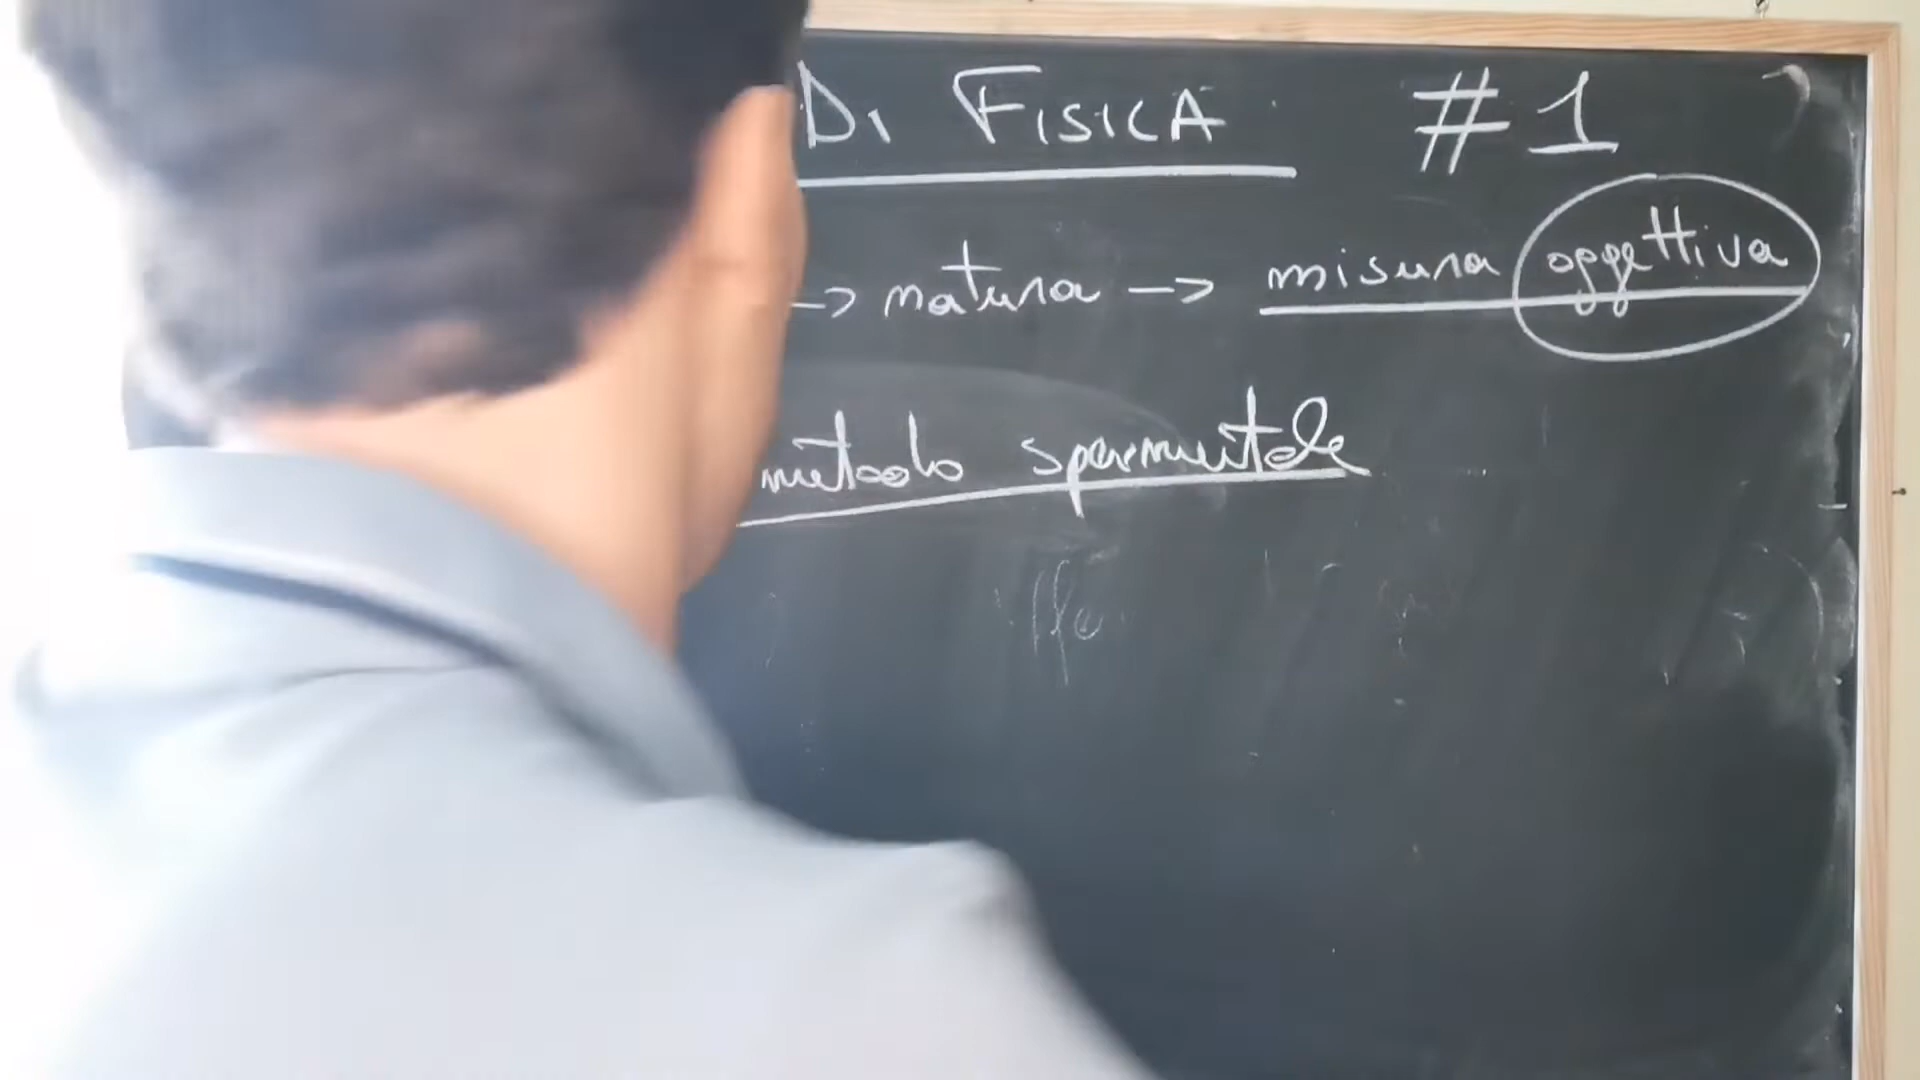 DI FISICA #1
→ natura → misura oggettiva
metodo sperimentale